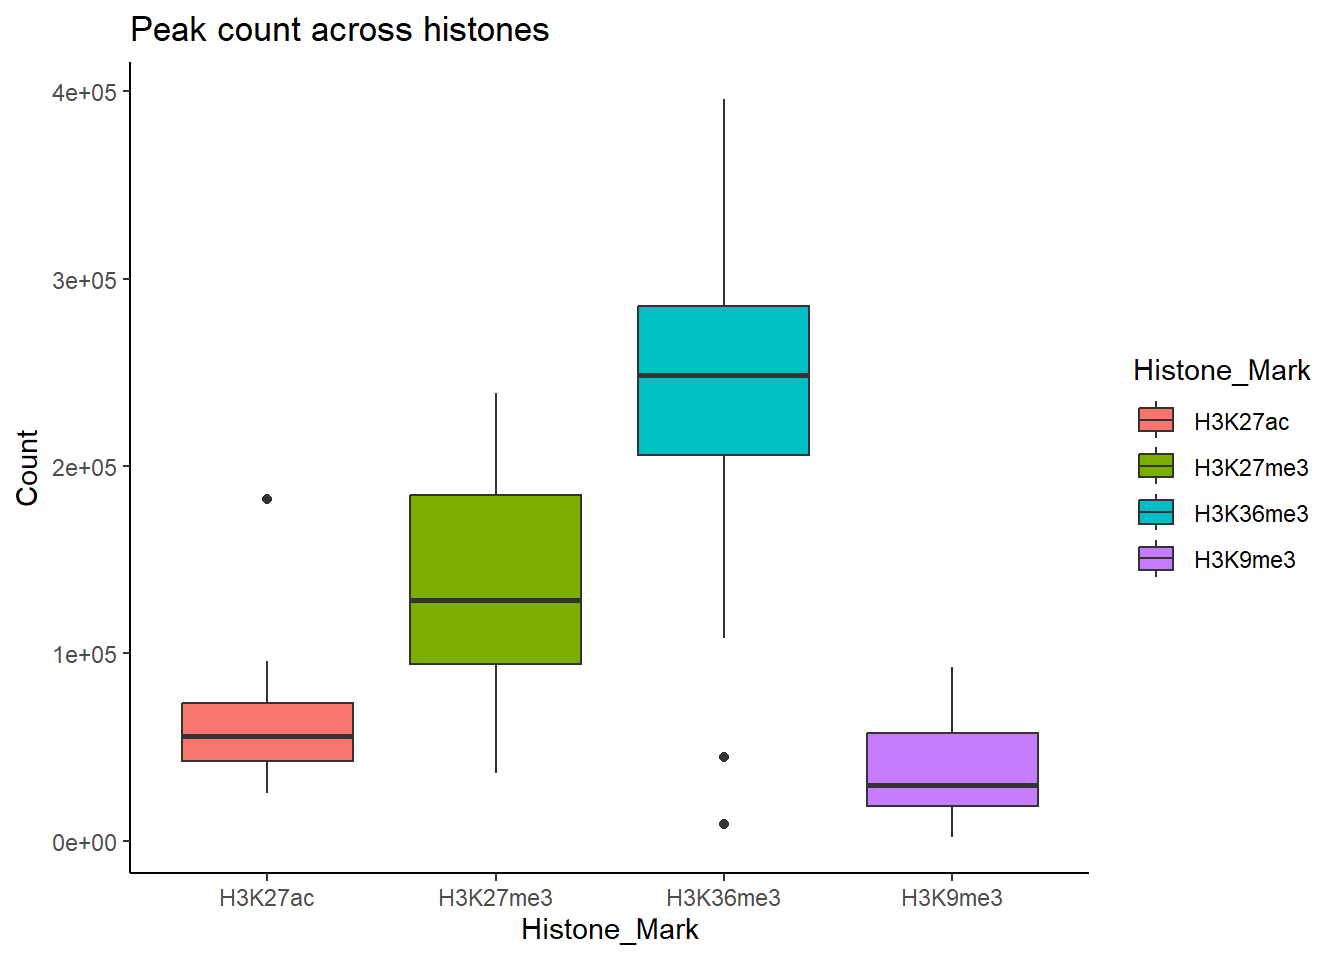 Peak count across histones
4e+05
3e+05
2e+05
1e+05
0e+00
Count
H3K27ac H3K27me3 H3K36me3 H3K9me3
Histone_Mark
Histone_Mark
H3K27ac
H3K27me3
H3K36me3
H3K9me3